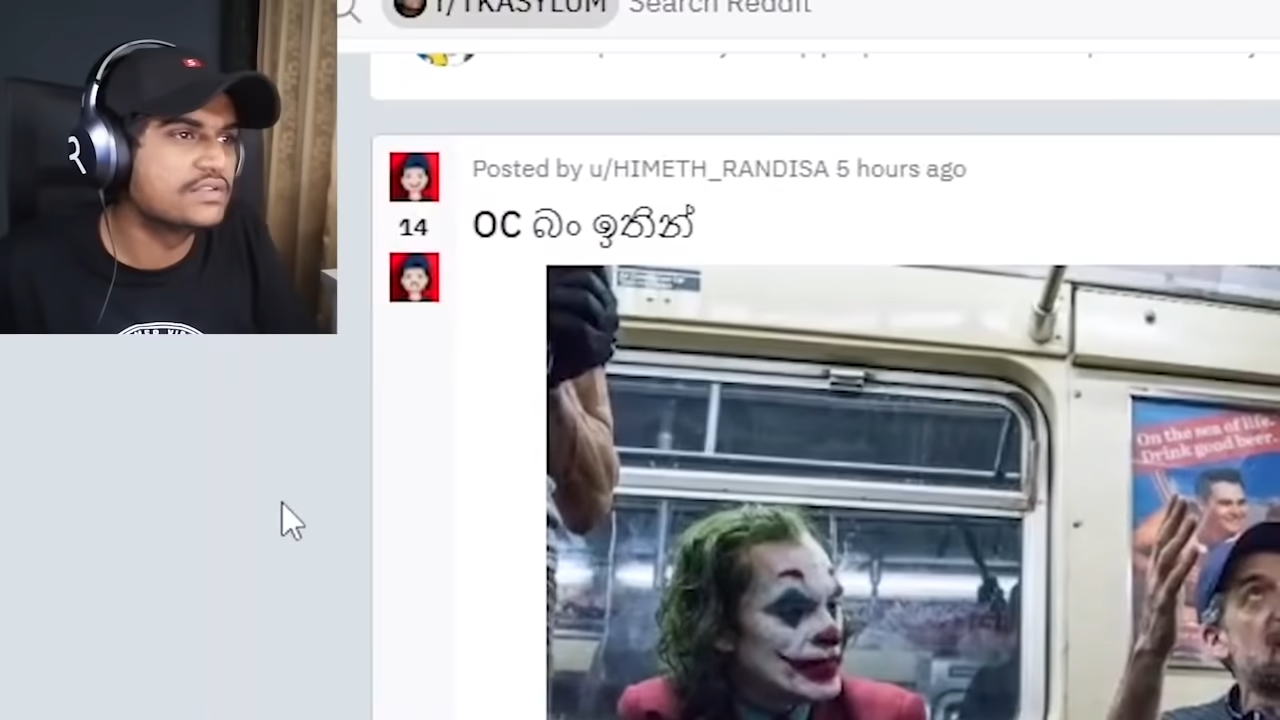 r/TKASYLUM Search Reddit
Posted by u/HIMETH_RANDISA 5 hours ago
14
OC බං ඉතින්
On the sea of life.
Drink good beer.